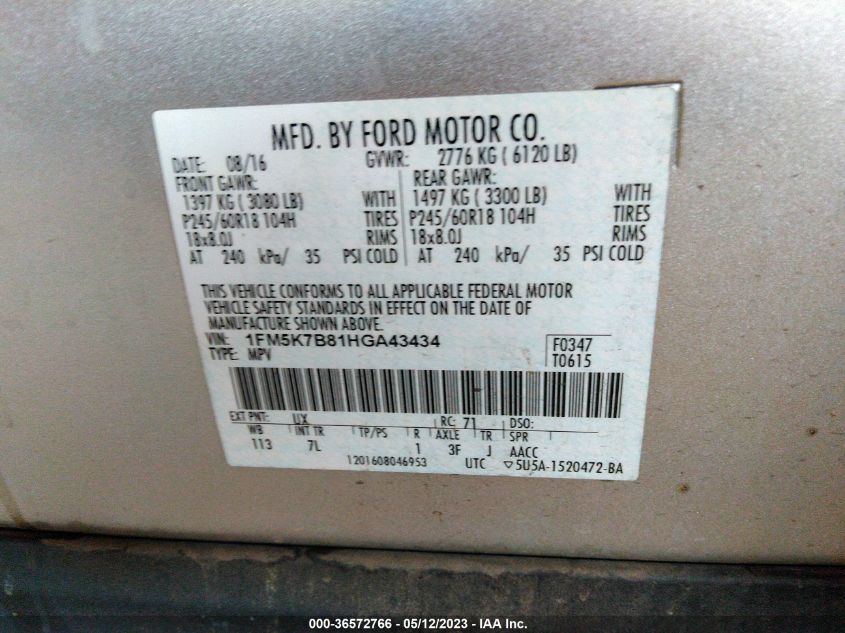 MFD. BY FORD MOTOR CO.
DATE: 08/16 GVWR: 2776 KG ( 6120 LB)
FRONT GAWR: REAR GAWR:
1397 KG ( 3080 LB) WITH 1497 KG ( 3300 LB) WITH
P245/60R18 104H TIRES P245/60R18 104H TIRES
18x8.0J RIMS 18x8.0J RIMS
AT 240 kPa/ 35 PSI COLD AT 240 kPa/ 35 PSI COLD
THIS VEHICLE CONFORMS TO ALL APPLICABLE FEDERAL MOTOR
VEHICLE SAFETY STANDARDS IN EFFECT ON THE DATE OF
MANUFACTURE SHOWN ABOVE.
VIN: 1FM5K7B81HGA43434 F0347
TYPE: MPV T0615
EXT PNT: UX RC: 71 DSO:
WB INT TR TP/PS R AXLE TR SPR
113 7L 1 3F J AACC
1201608046953 UTC ▽5U5A-1520472-BA
000-36572766 - 05/12/2023 - IAA Inc.